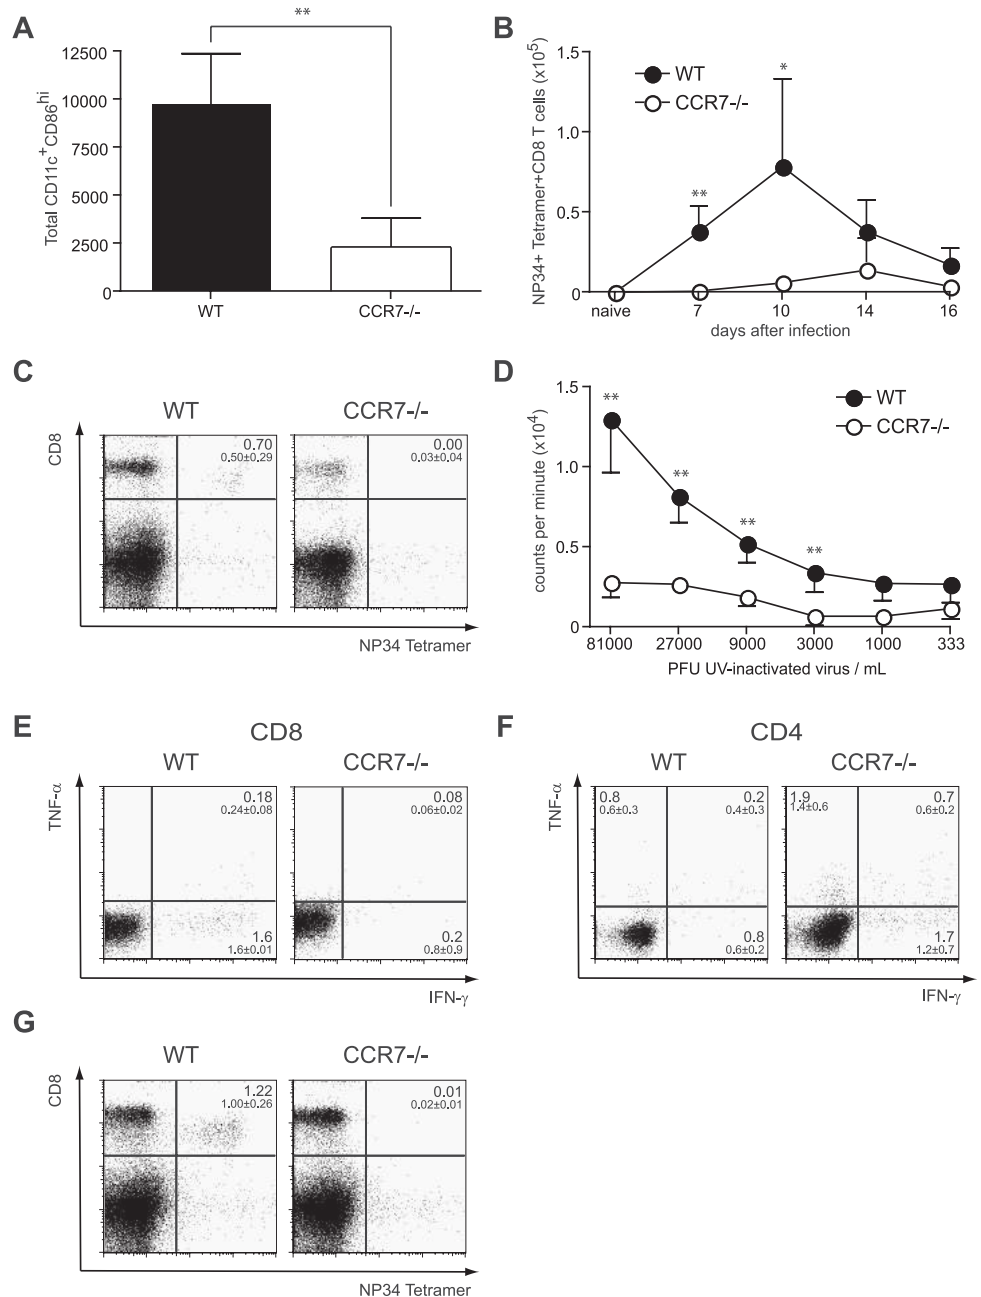 A
**
Total CD11c+CD86hi
12500
10000
7500
5000
2500
0
WT
CCR7-/-
B
NP34+ Tetramer+CD8 T cells (x10⁵)
1.5
1.0
0.5
0
WT
CCR7-/-
**
*
naive
7
10
14
16
days after infection
C
WT
CCR7-/-
CD8
0.70
0.50±0.29
0.00
0.03±0.04
NP34 Tetramer
D
counts per minute (x10⁴)
1.5
1.0
0.5
0
WT
CCR7-/-
**
**
**
**
81000
27000
9000
3000
1000
333
PFU UV-inactivated virus / mL
E
CD8
WT
CCR7-/-
TNF-α
0.18
0.24±0.08
1.6
1.6±0.01
0.08
0.06±0.02
0.2
0.8±0.9
IFN-γ
F
CD4
WT
CCR7-/-
TNF-α
0.8
0.6±0.3
0.2
0.4±0.3
0.8
0.6±0.2
1.9
1.4±0.6
0.7
0.6±0.2
1.7
1.2±0.7
IFN-γ
G
WT
CCR7-/-
CD8
1.22
1.00±0.26
0.01
0.02±0.01
NP34 Tetramer